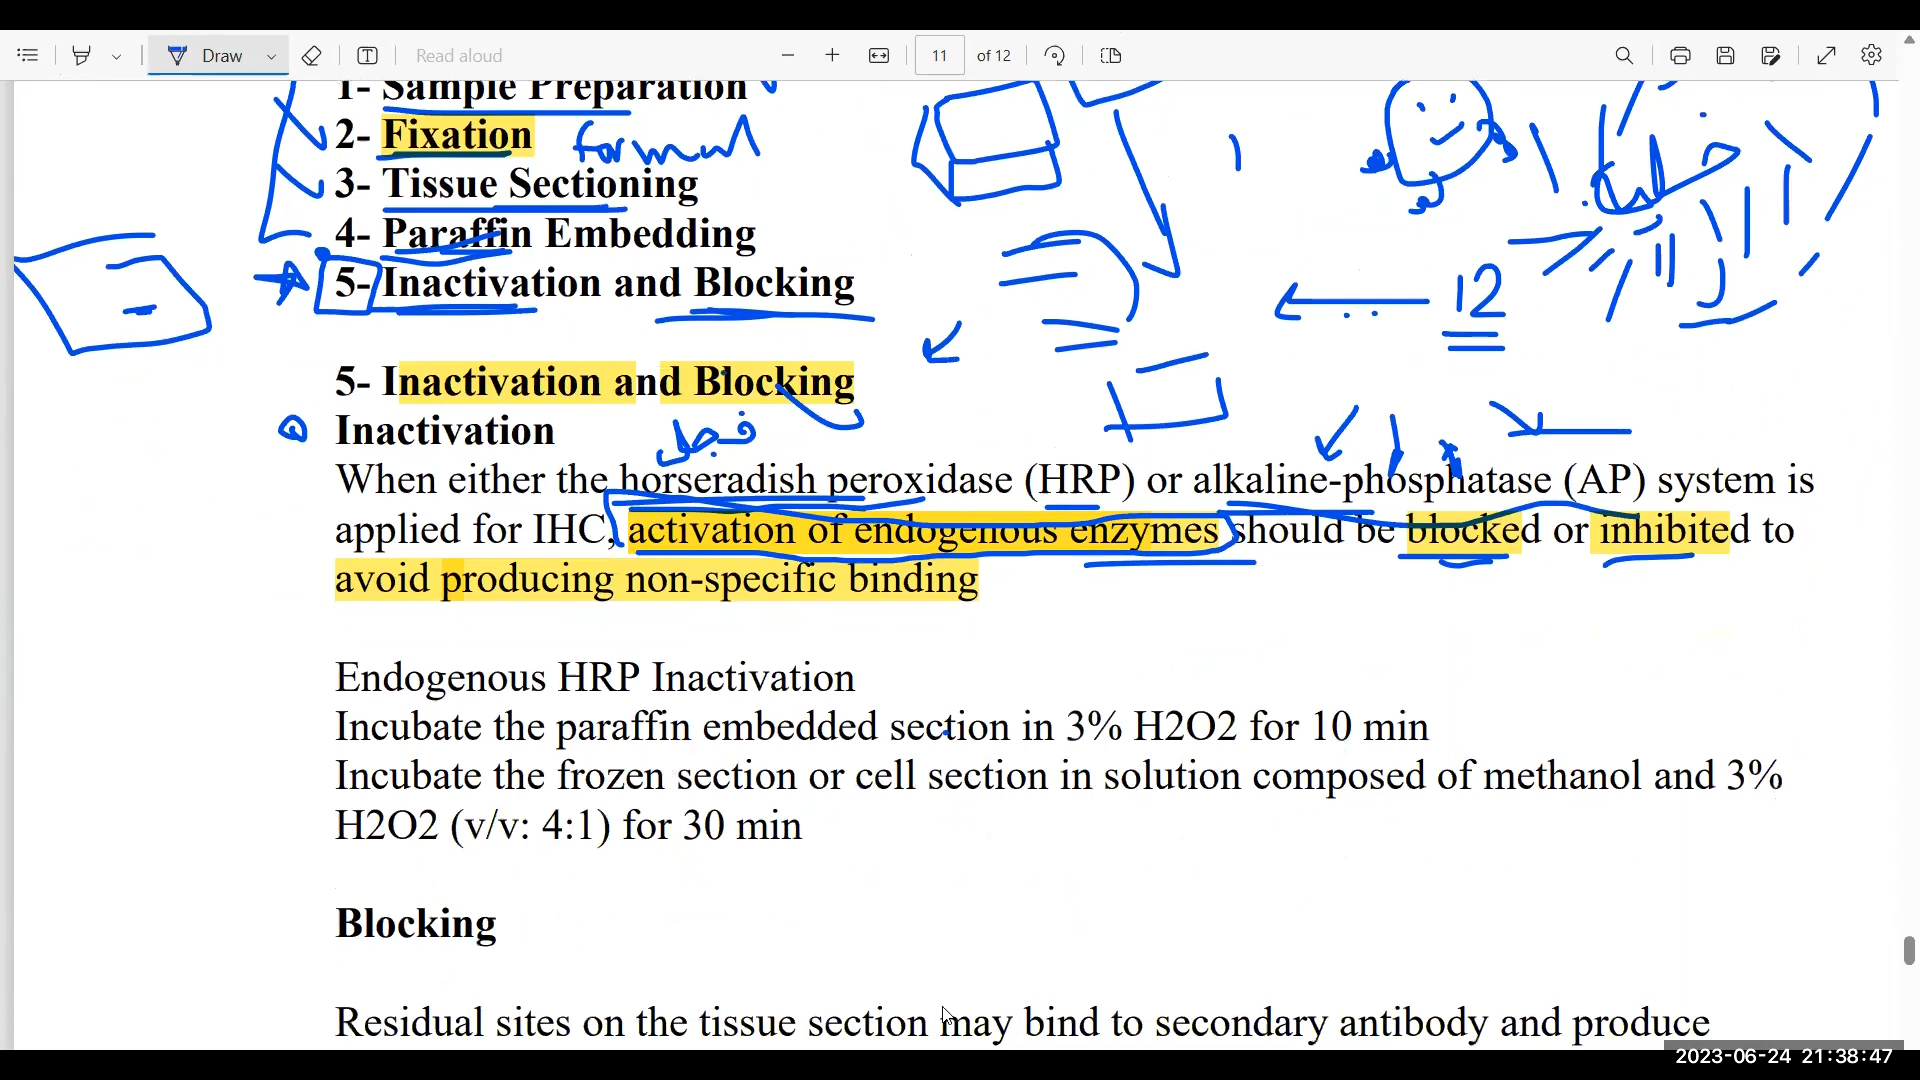 Draw
Read aloud
11 of 12
1- Sample Preparation
2- Fixation
3- Tissue Sectioning
4- Paraffin Embedding
5- Inactivation and Blocking
12
5- Inactivation and Blocking
Inactivation
When either the horseradish peroxidase (HRP) or alkaline-phosphatase (AP) system is
applied for IHC, activation of endogenous enzymes should be blocked or inhibited to
avoid producing non-specific binding
Endogenous HRP Inactivation
Incubate the paraffin embedded section in 3% H2O2 for 10 min
Incubate the frozen section or cell section in solution composed of methanol and 3%
H2O2 (v/v: 4:1) for 30 min
Blocking
Residual sites on the tissue section may bind to secondary antibody and produce
2023-06-24 21:38:47